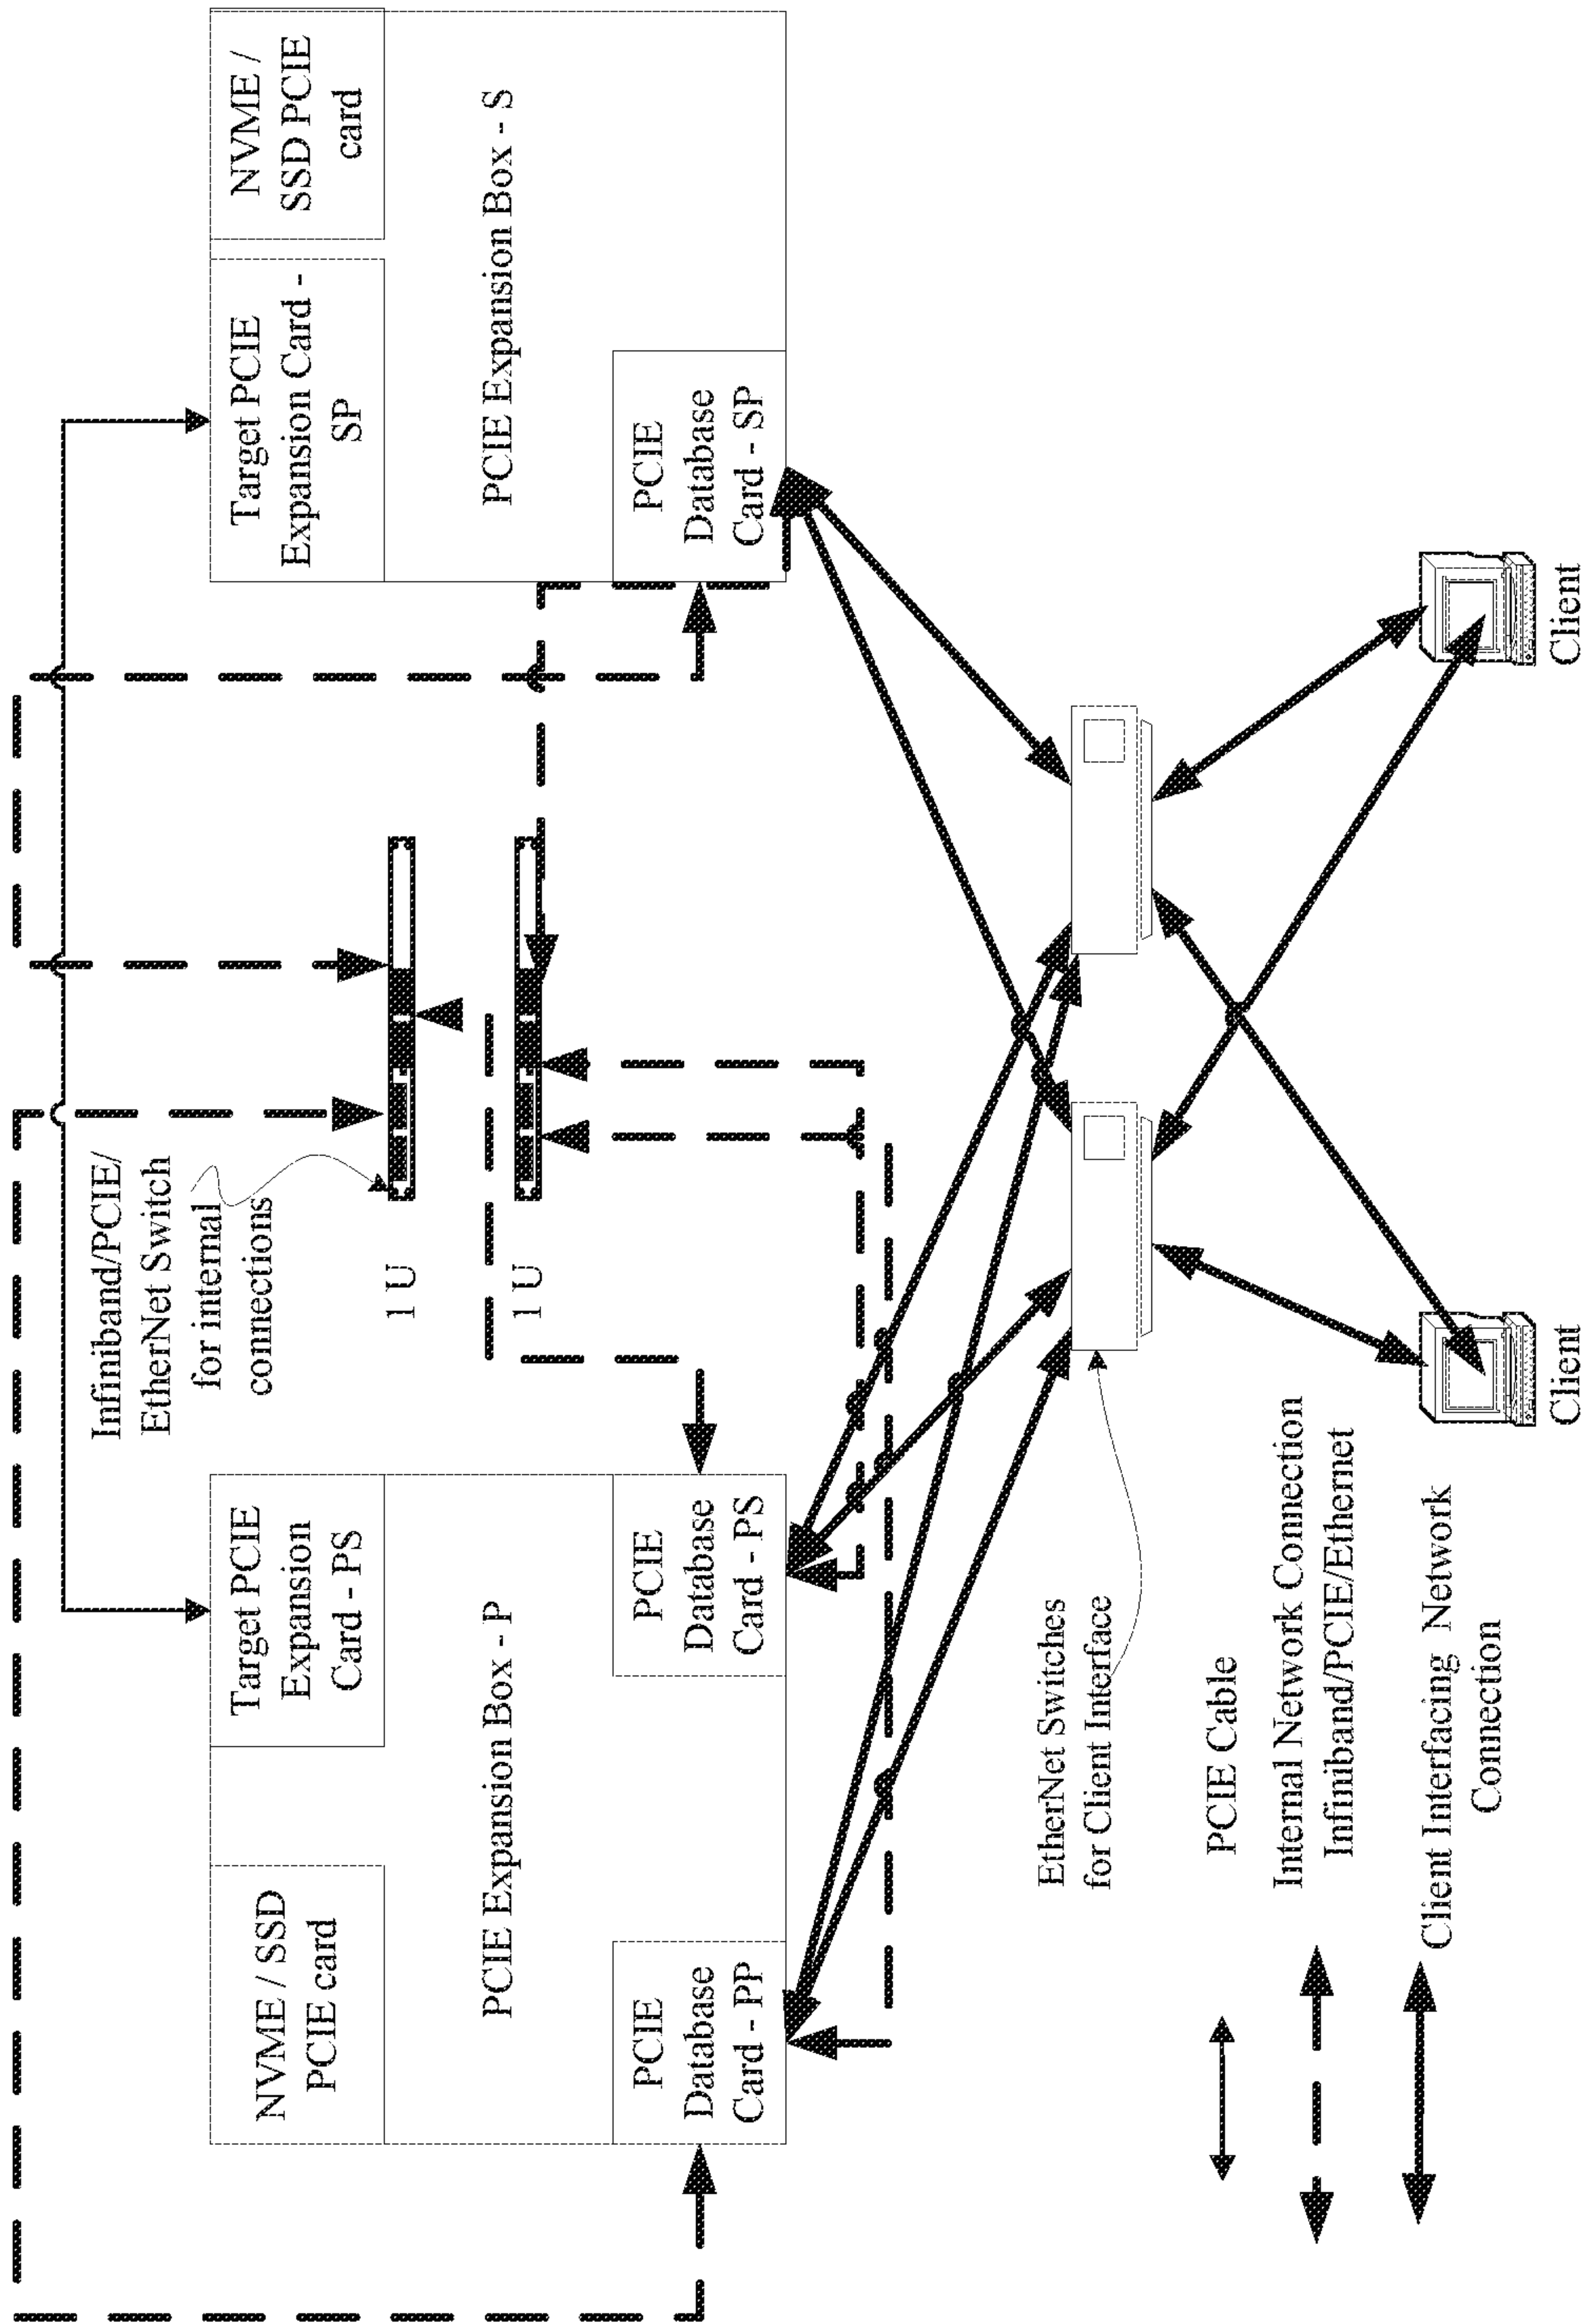 NVME / SSD
PCIE card
Target PCIE
Expansion
Card - PS
Infiniband/PCIE/
EtherNet Switch
for internal
connections
Target PCIE
Expansion Card -
SP
NVME /
SSD PCIE
card
PCIE Expansion Box - P
1 U
1 U
PCIE Expansion Box - S
PCIE
Database
Card - PP
PCIE
Database
Card - PS
PCIE
Database
Card - SP
EtherNet Switches
for Client Interface
PCIE Cable
Internal Network Connection
Infiniband/PCIE/Ethernet
Client Interfacing Network
Connection
Client
Client